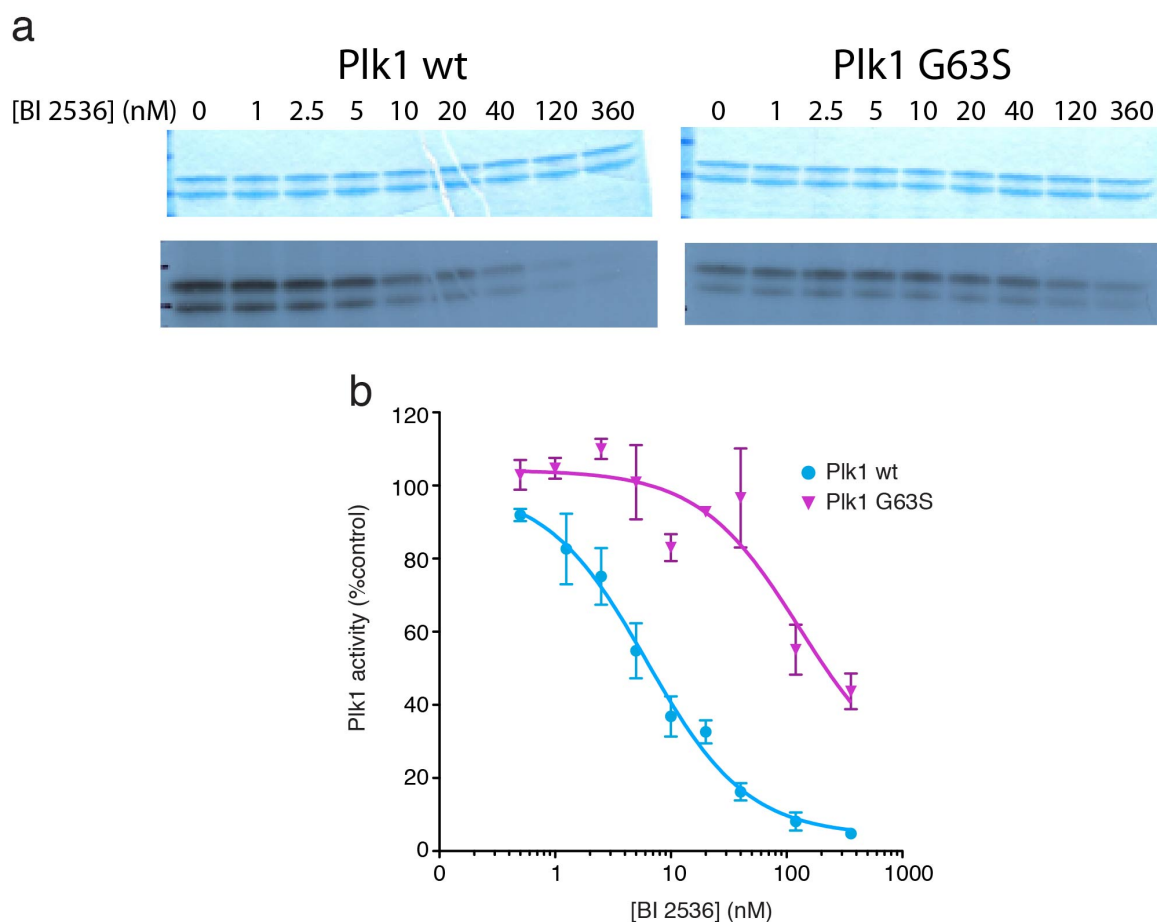 a
Plk1 wt
Plk1 G63S
[BI 2536] (nM) 0 1 2.5 5 10 20 40 120 360 0 1 2.5 5 10 20 40 120 360
b
120
100
80
60
40
20
0
Plk1 activity (%control)
Plk1 wt
Plk1 G63S
0 1 10 100 1000
[BI 2536] (nM)